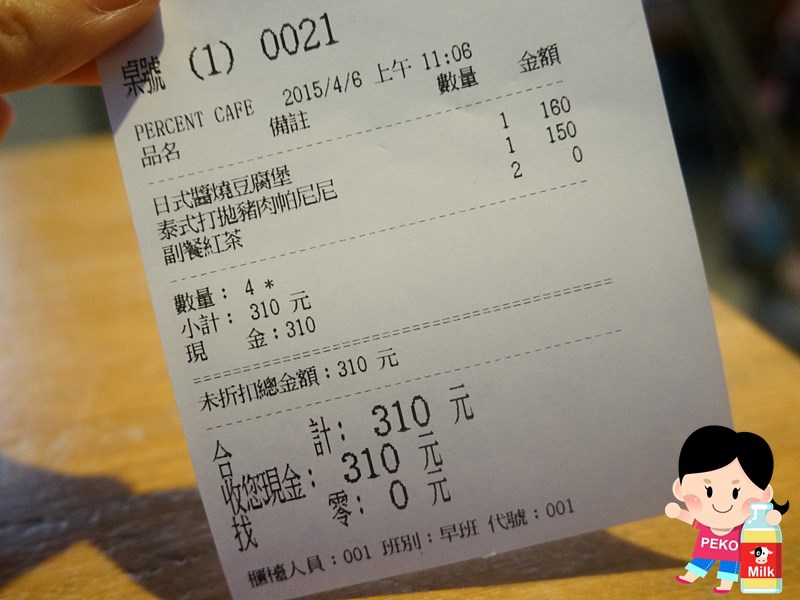 桌號 (1) 0021
PERCENT CAFE 2015/4/6 上午 11:06
品名 備註 數量 金額
日式醬燒豆腐堡 1 160
泰式打拋豬肉帕尼尼 1 150
副餐紅茶 2 0
數量: 4 *
小計: 310 元
現 金:310
未折扣總金額:310 元
合 計: 310 元
收您現金: 310 元
找 零: 0 元
櫃檯人員:001 班別:早班 代號:001
PEKO
Milk